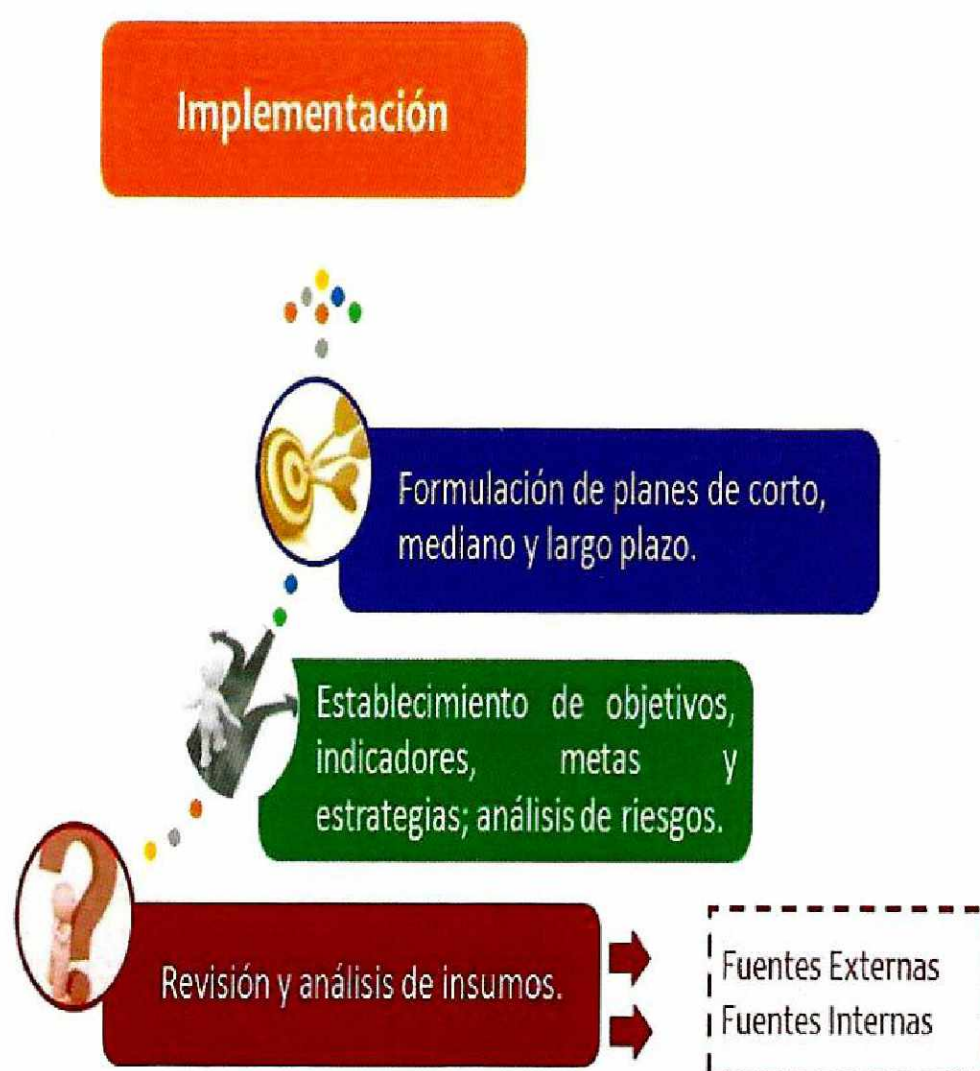 Implementación
Formulación de planes de corto,
mediano y largo plazo.
Establecimiento de objetivos,
indicadores, metas y
estrategias; análisis de riesgos.
Revisión y análisis de insumos.
Fuentes Externas
Fuentes Internas